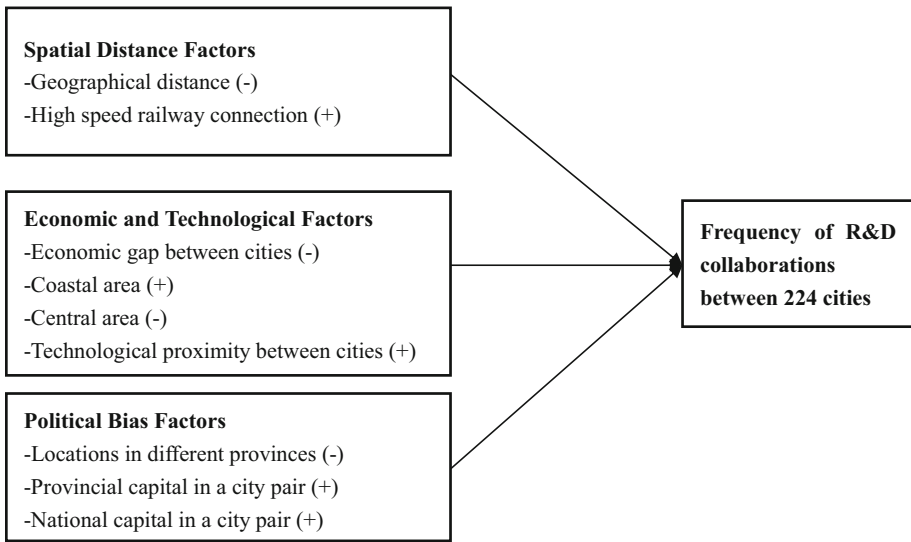 Spatial Distance Factors
-Geographical distance (-)
-High speed railway connection (+)
Economic and Technological Factors
-Economic gap between cities (-)
-Coastal area (+)
-Central area (-)
-Technological proximity between cities (+)
Political Bias Factors
-Locations in different provinces (-)
-Provincial capital in a city pair (+)
-National capital in a city pair (+)
Frequency of R&D
collaborations
between 224 cities